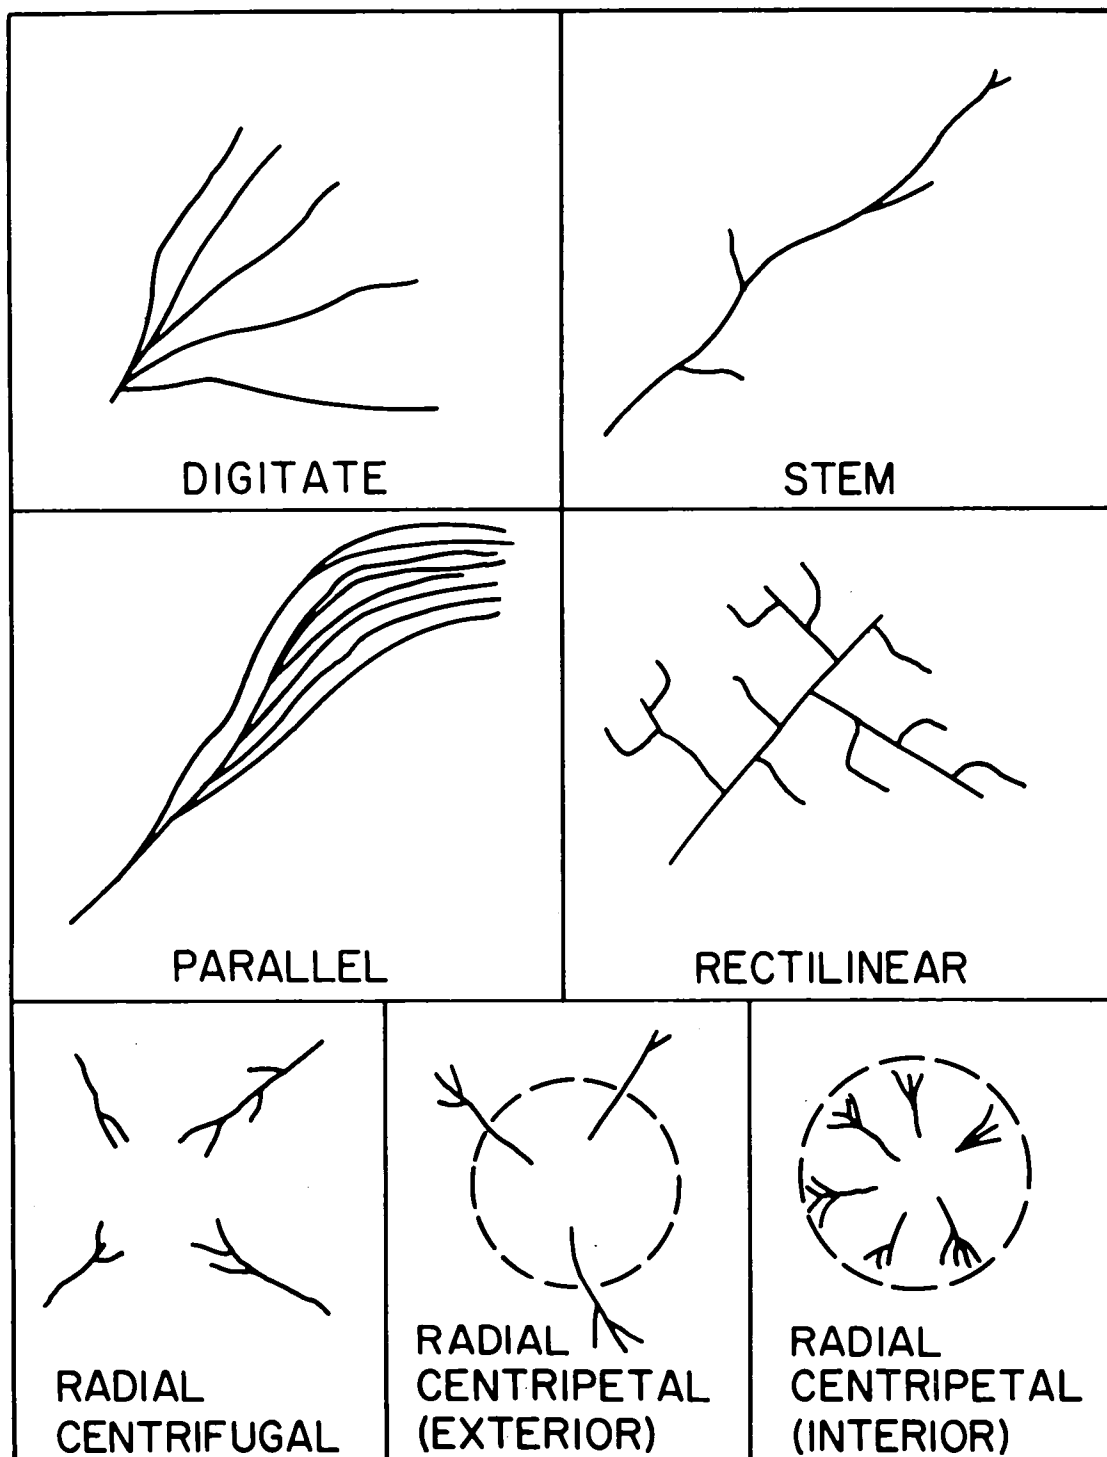 DIGITATE
STEM
PARALLEL
RECTILINEAR
RADIAL
CENTRIFUGAL
RADIAL
CENTRIPETAL
(EXTERIOR)
RADIAL
CENTRIPETAL
(INTERIOR)